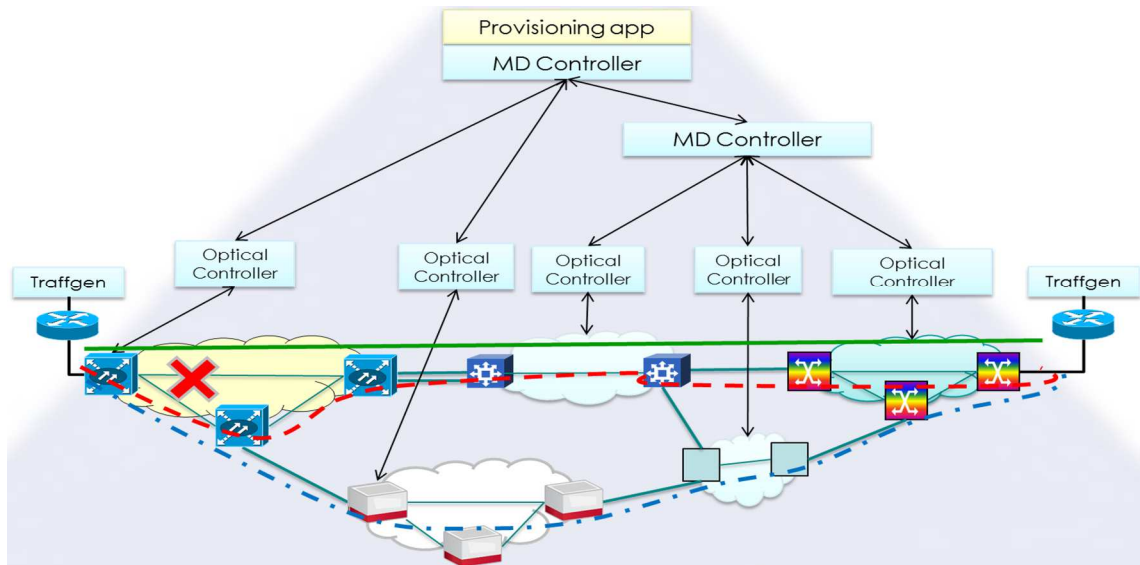 Provisioning app
MD Controller
MD Controller
Optical
Controller
Optical
Controller
Optical
Controller
Optical
Controller
Optical
Controller
Traffgen
Traffgen